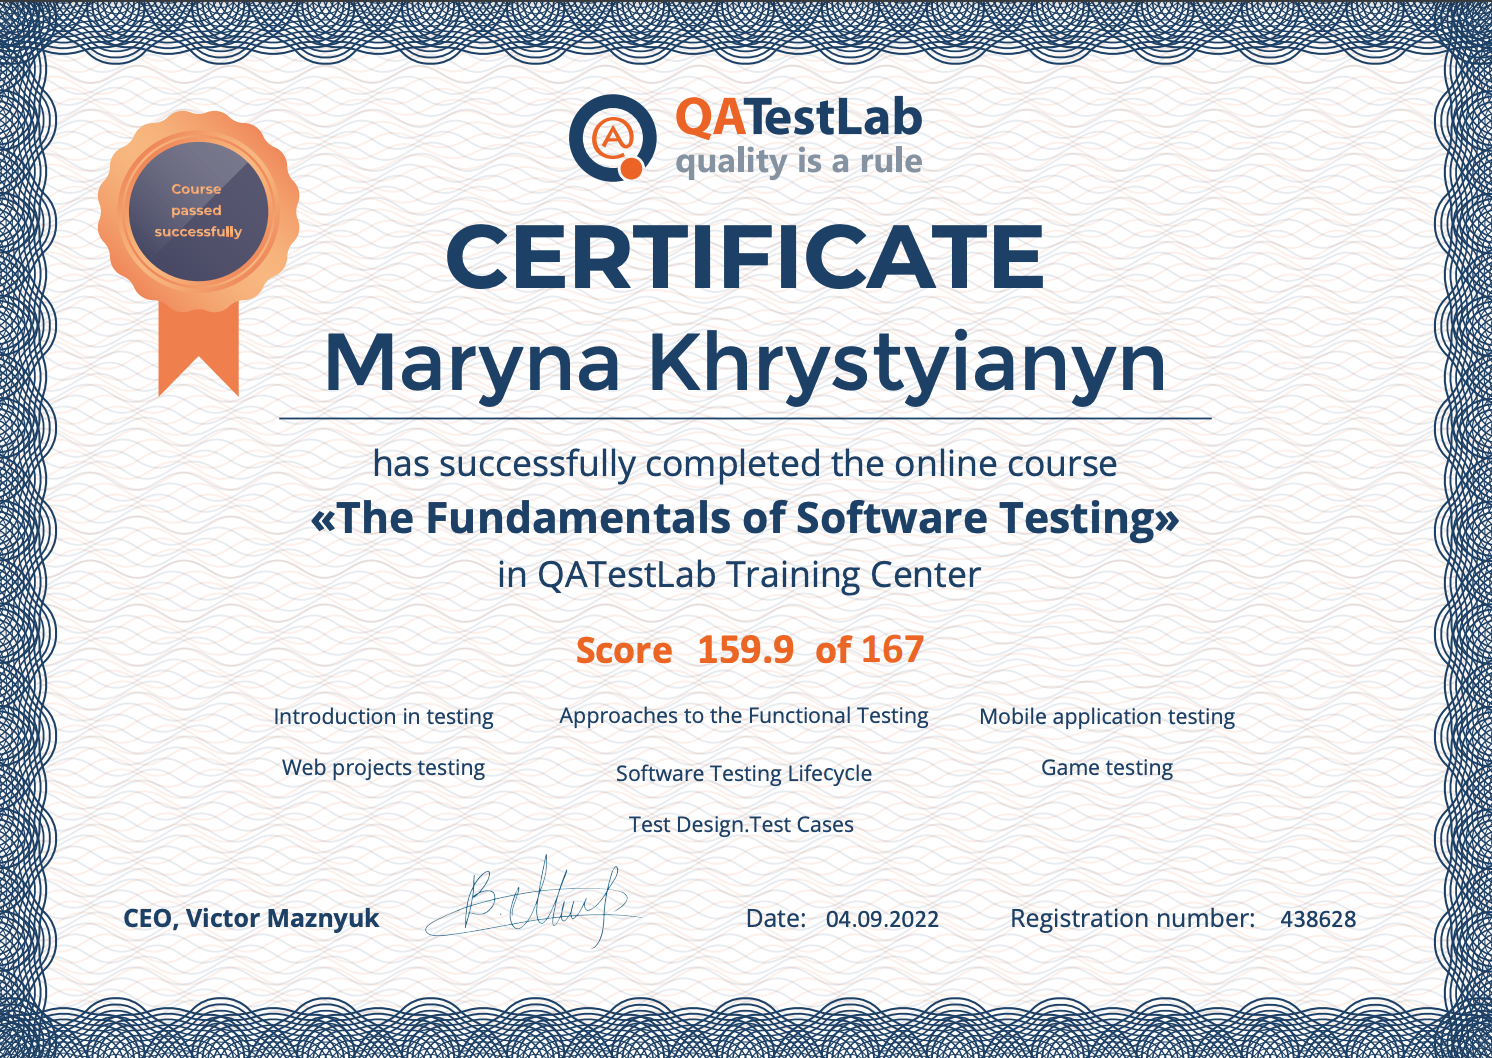 QATestLab
quality is a rule
Course
passed
successfully
CERTIFICATE
Maryna Khrystyianyn
has successfully completed the online course
«The Fundamentals of Software Testing»
in QATestLab Training Center
Score 159.9 of 167
Introduction in testing
Approaches to the Functional Testing
Mobile application testing
Web projects testing
Software Testing Lifecycle
Game testing
Test Design.Test Cases
CEO, Victor Maznyuk
Date: 04.09.2022
Registration number: 438628